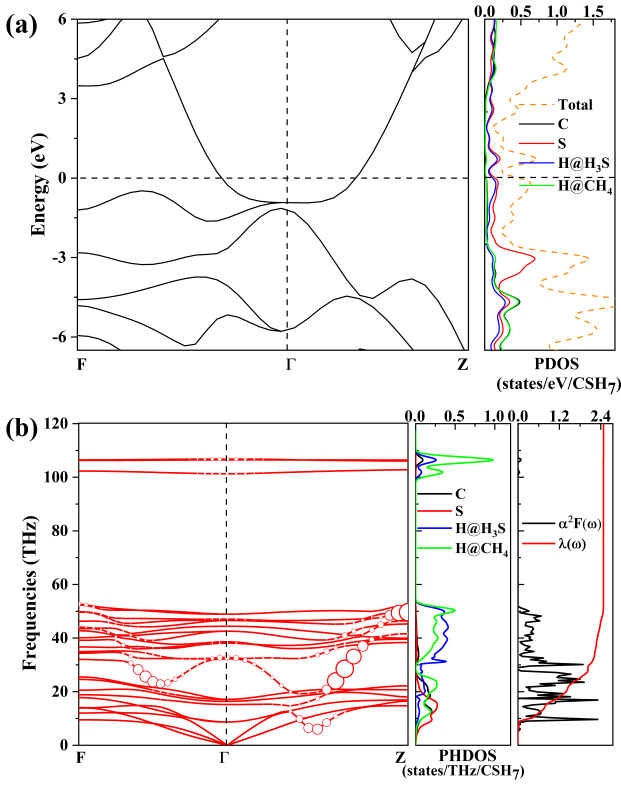 (a)
0.0 0.5 1.0 1.5
6
3
0
-3
-6
Energy (eV)
Total
C
S
H@H3S
H@CH4
F Γ Z
PDOS
(states/eV/CSH7)
(b)
0.0 0.5 1.0 0.0 1.2 2.4
120
100
80
60
40
20
0
Frequencies (THz)
C
S
H@H3S
H@CH4
α²F(ω)
λ(ω)
F Γ Z
PHDOS
(states/THz/CSH7)